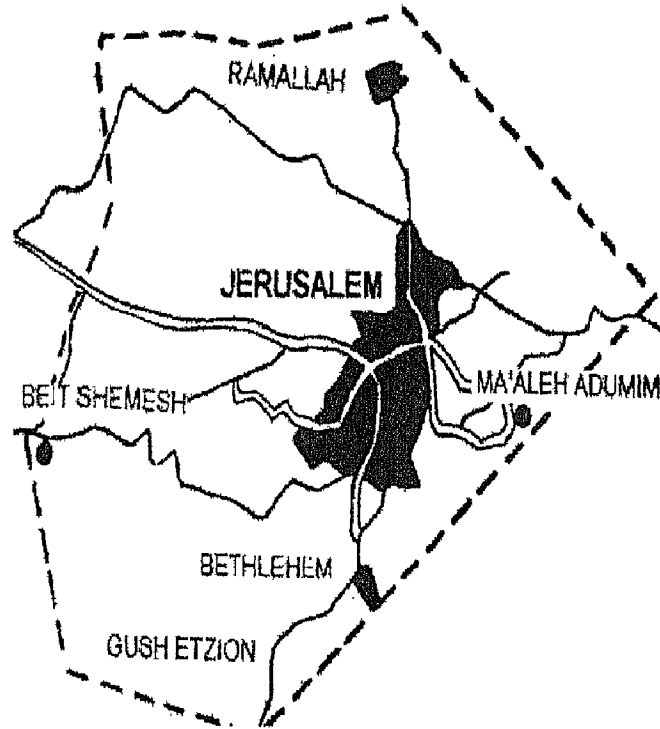 RAMALLAH
JERUSALEM
BEIT SHEMESH
MA'ALEH ADUMIM
BETHLEHEM
GUSH ETZION